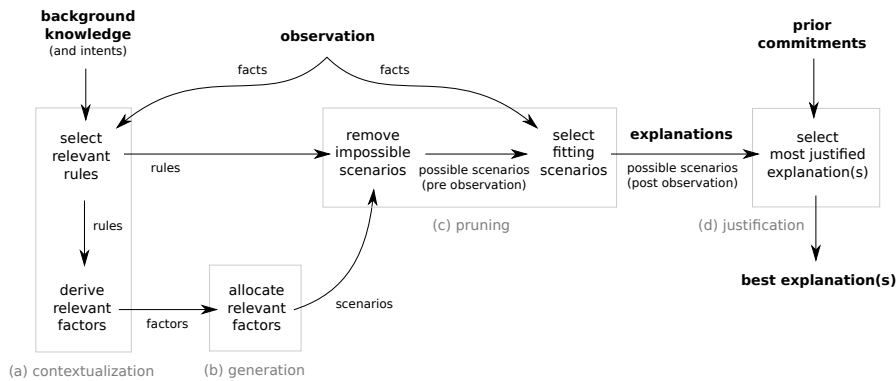 background
knowledge
(and intents)
observation
prior
commitments
facts
facts
select
relevant
rules
rules
remove
impossible
scenarios
possible scenarios
(pre observation)
select
fitting
scenarios
explanations
possible scenarios
(post observation)
select
most justified
explanation(s)
(c) pruning
(d) justification
rules
best explanation(s)
derive
relevant
factors
factors
allocate
relevant
factors
scenarios
(a) contextualization
(b) generation